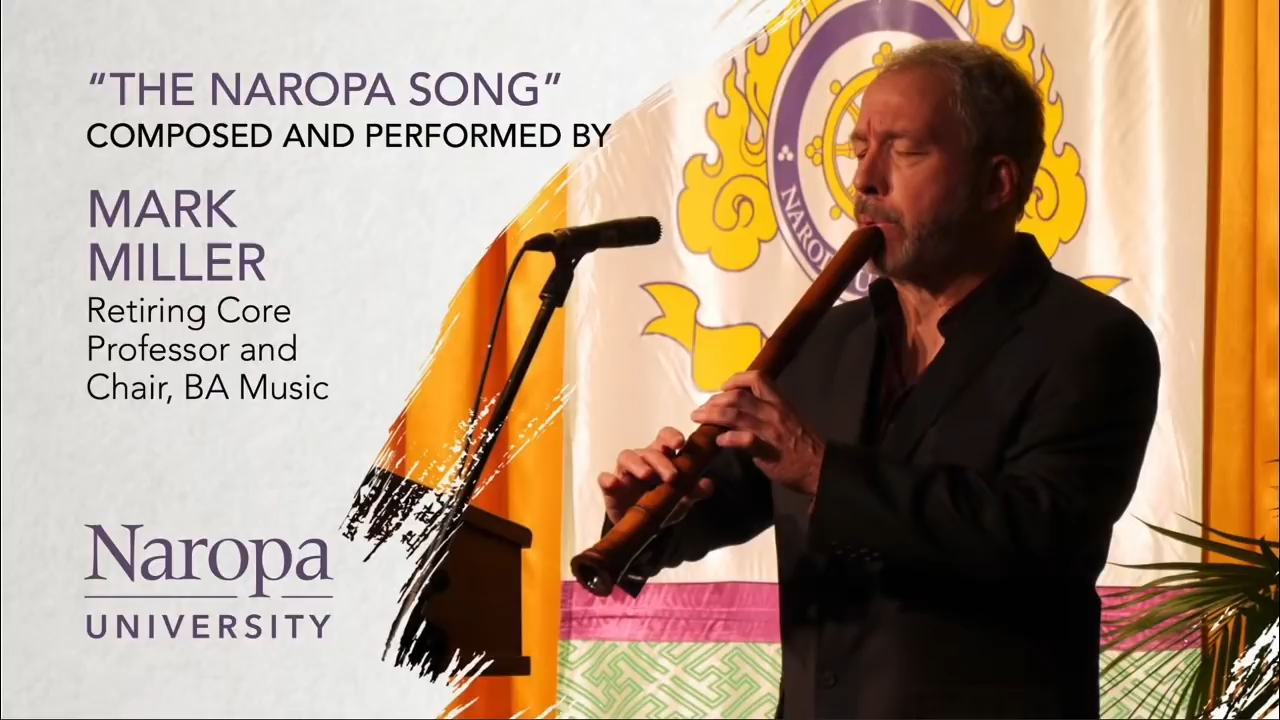 “THE NAROPA SONG”
COMPOSED AND PERFORMED BY
MARK
MILLER
Retiring Core
Professor and
Chair, BA Music
Naropa
UNIVERSITY